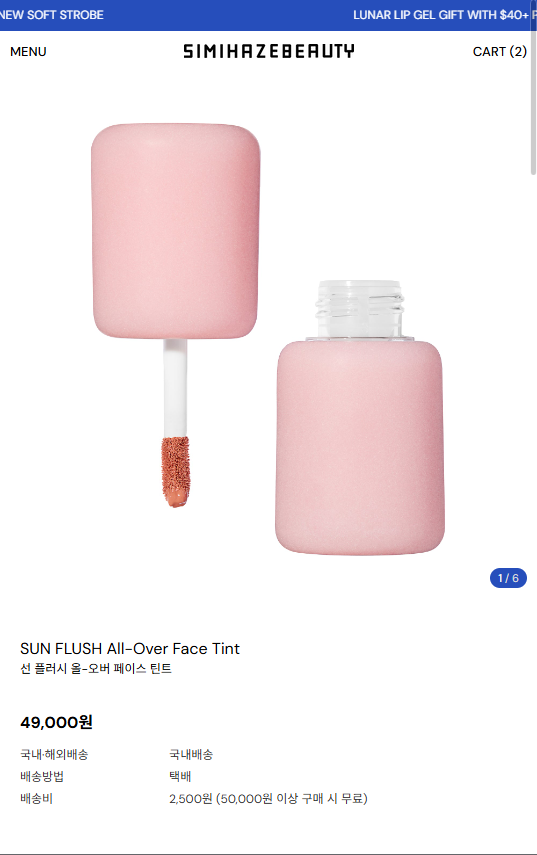 NEW SOFT STROBE
LUNAR LIP GEL GIFT WITH $40+
MENU
SIMIHAZEBEAUTY
CART (2)
1 / 6
SUN FLUSH All-Over Face Tint
선 플러시 올-오버 페이스 틴트
49,000원
국내·해외배송 국내배송
배송방법 택배
배송비 2,500원 (50,000원 이상 구매 시 무료)